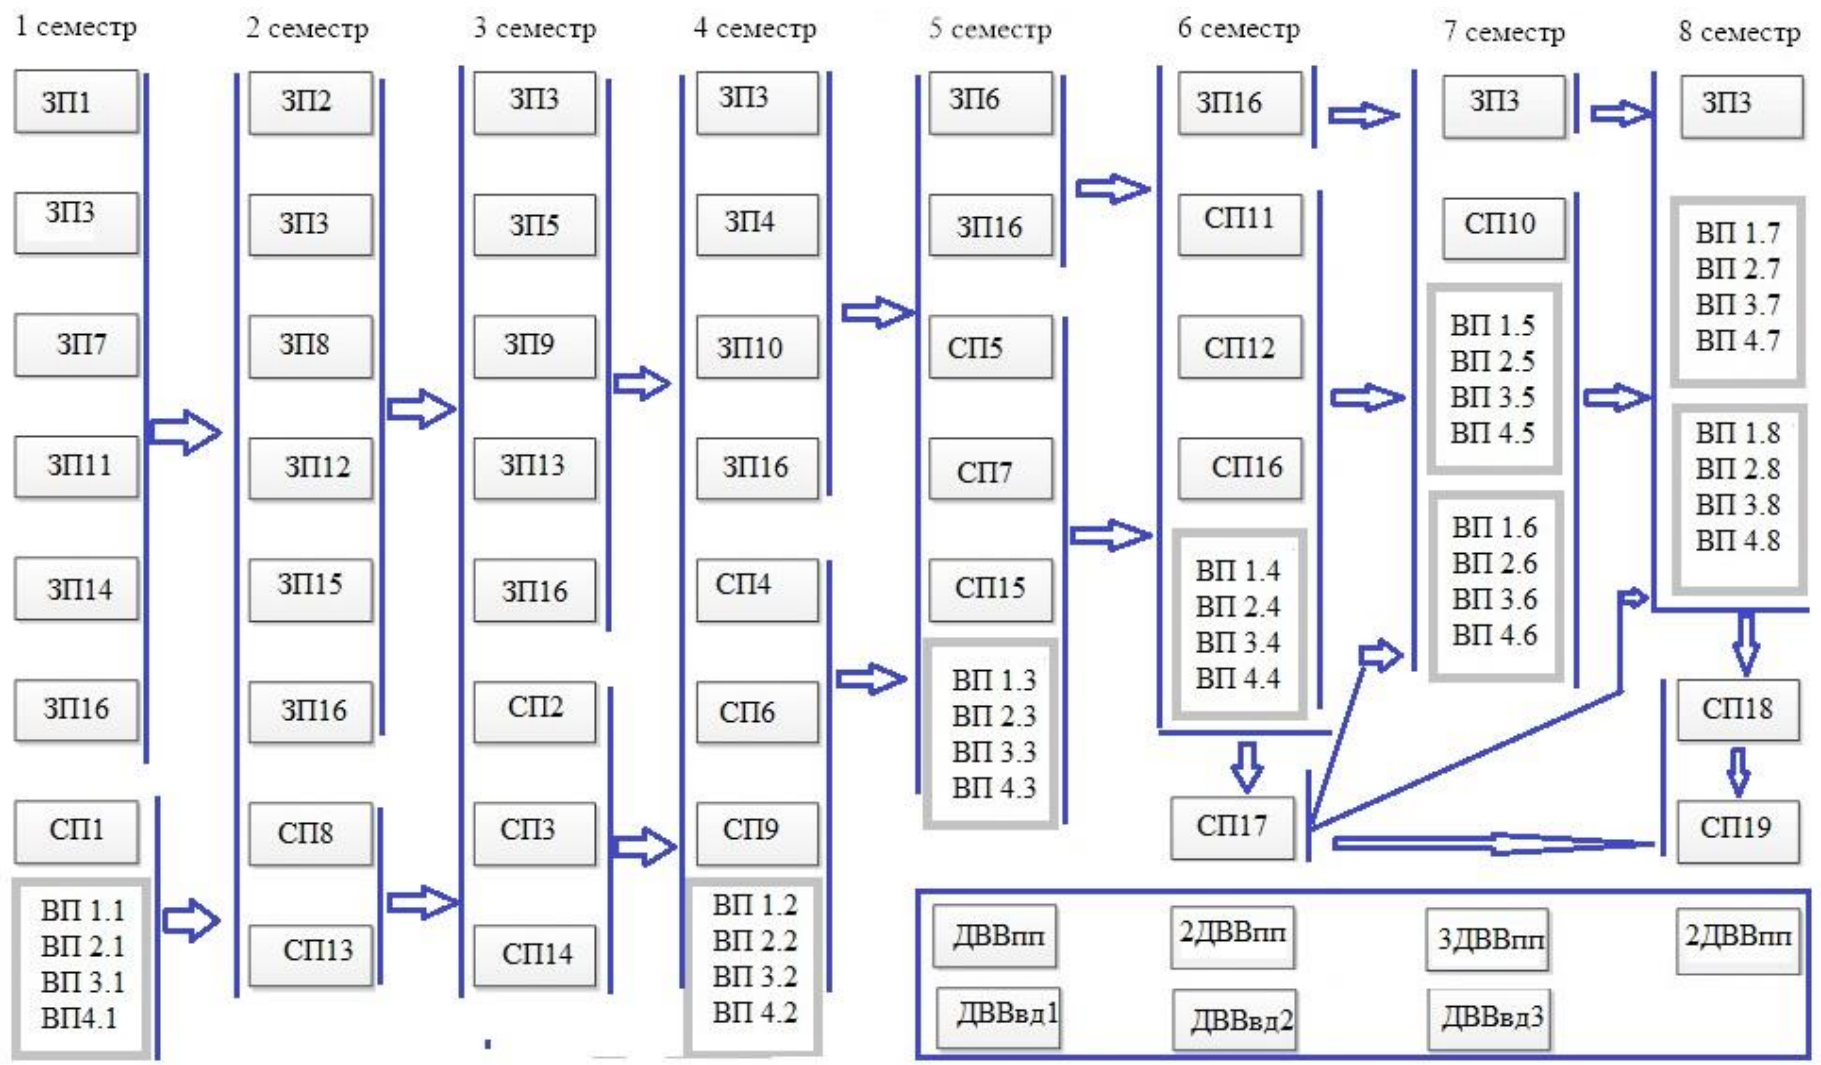 1 семестр
2 семестр
3 семестр
4 семестр
5 семестр
6 семестр
7 семестр
8 семестр
ЗП1
ЗП3
ЗП7
ЗП11
ЗП14
ЗП16
СП1
ВП 1.1
ВП 2.1
ВП 3.1
ВП4.1
ЗП2
ЗП3
ЗП8
ЗП12
ЗП15
ЗП16
СП8
СП13
ЗП3
ЗП5
ЗП9
ЗП13
ЗП16
СП2
СП3
СП14
ЗП3
ЗП4
ЗП10
ЗП16
СП4
СП6
СП9
ВП 1.2
ВП 2.2
ВП 3.2
ВП 4.2
ЗП6
ЗП16
СП5
СП7
СП15
ВП 1.3
ВП 2.3
ВП 3.3
ВП 4.3
ЗП16
СП11
СП12
СП16
ВП 1.4
ВП 2.4
ВП 3.4
ВП 4.4
СП17
ЗП3
СП10
ВП 1.5
ВП 2.5
ВП 3.5
ВП 4.5
ВП 1.6
ВП 2.6
ВП 3.6
ВП 4.6
ЗП3
ВП 1.7
ВП 2.7
ВП 3.7
ВП 4.7
ВП 1.8
ВП 2.8
ВП 3.8
ВП 4.8
СП18
СП19
ДВВпп
2ДВВпп
3ДВВпп
2ДВВпп
ДВВвд1
ДВВвд2
ДВВвд3